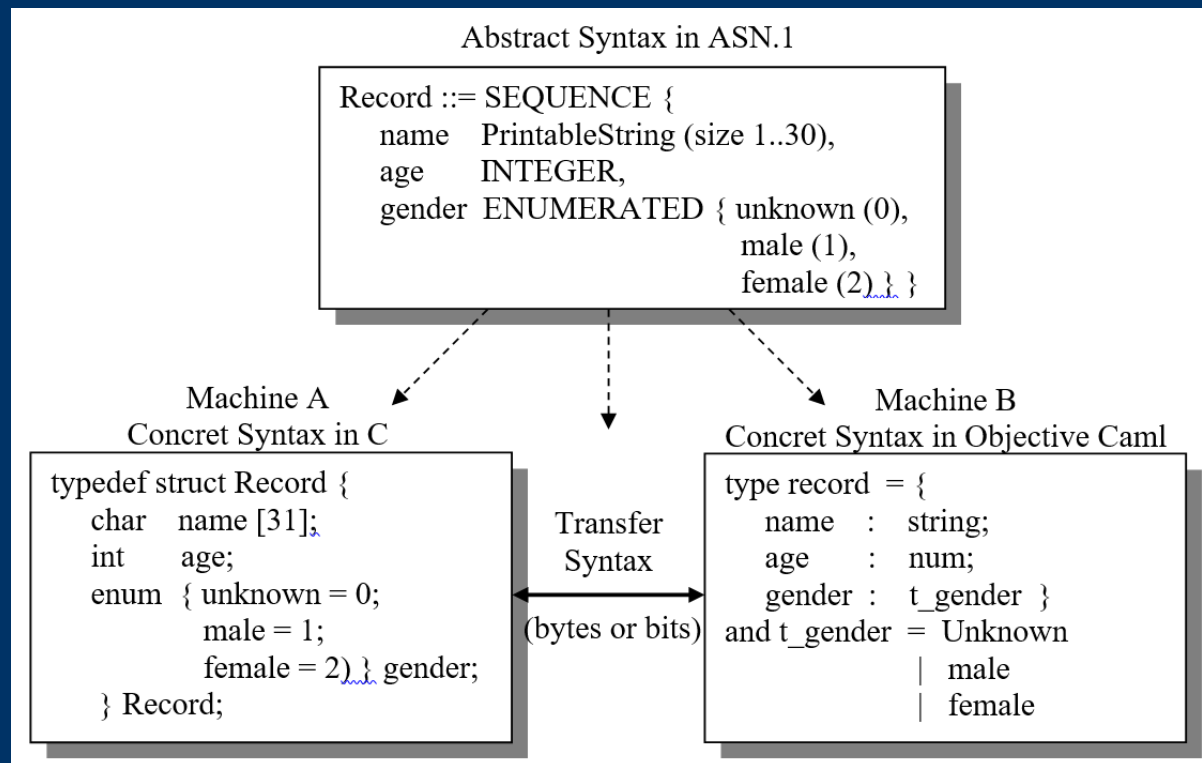 Abstract Syntax in ASN.1
Record ::= SEQUENCE {
name PrintableString (size 1..30),
age INTEGER,
gender ENUMERATED { unknown (0),
male (1),
female (2) } }
Machine A
Concret Syntax in C
typedef struct Record {
char name [31];
int age;
enum { unknown = 0;
male = 1;
female = 2) } gender;
} Record;
Transfer
Syntax
(bytes or bits)
Machine B
Concret Syntax in Objective Caml
type record = {
name : string;
age : num;
gender : t_gender }
and t_gender = Unknown
| male
| female